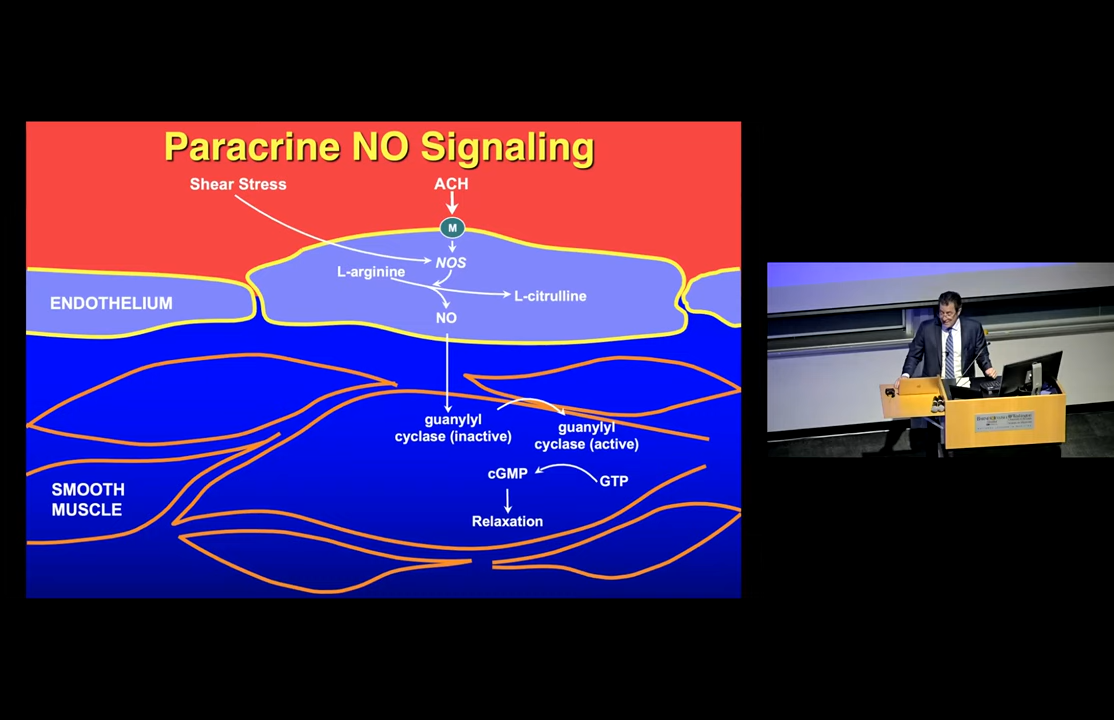 Paracrine NO Signaling
Shear Stress
ACH
M
NOS
L-arginine
L-citrulline
NO
ENDOTHELIUM
guanylyl
cyclase (inactive)
guanylyl
cyclase (active)
cGMP
GTP
Relaxation
SMOOTH
MUSCLE